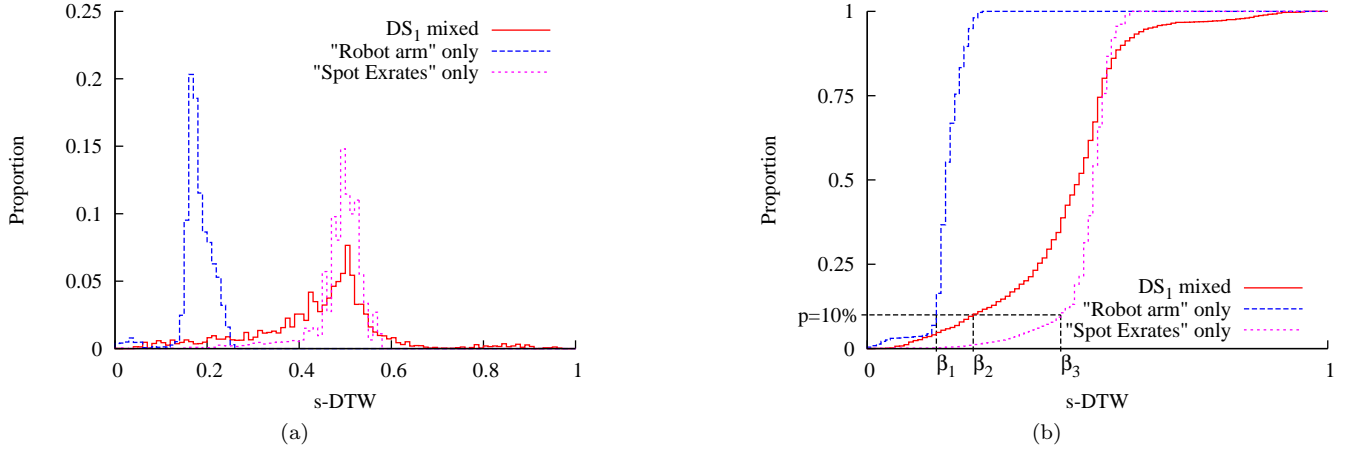 DS₁ mixed
"Robot arm" only
"Spot Exrates" only
0.25
0.2
0.15
0.1
0.05
0
Proportion
0 0.2 0.4 0.6 0.8 1
s-DTW
(a)
1
0.75
0.5
0.25
p=10%
0
Proportion
DS₁ mixed
"Robot arm" only
"Spot Exrates" only
0 β₁ β₂ β₃ 1
s-DTW
(b)